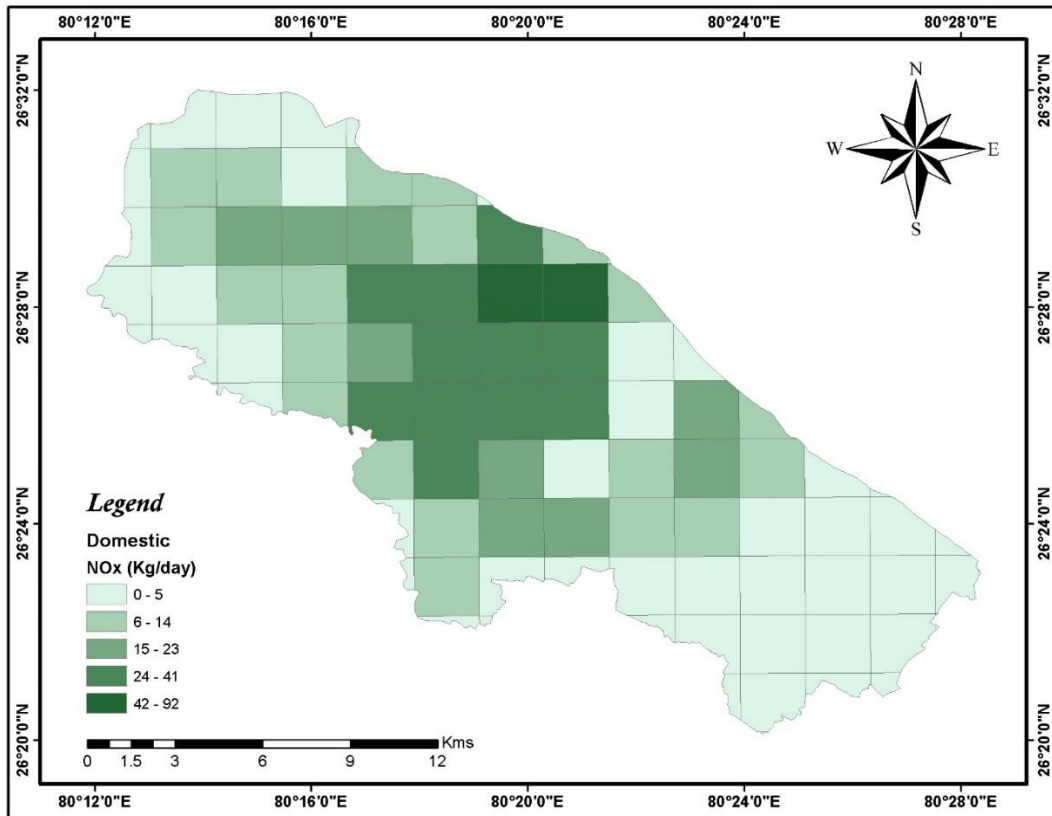 80°12'0"E 80°16'0"E 80°20'0"E 80°24'0"E 80°28'0"E
26°32'0"N 26°32'0"N
N
W E
S
26°28'0"N 26°28'0"N
26°24'0"N 26°24'0"N
Legend
Domestic
NOx (Kg/day)
0 - 5
6 - 14
15 - 23
24 - 41
42 - 92
26°20'0"N 26°20'0"N
Kms
0 1.5 3 6 9 12
80°12'0"E 80°16'0"E 80°20'0"E 80°24'0"E 80°28'0"E